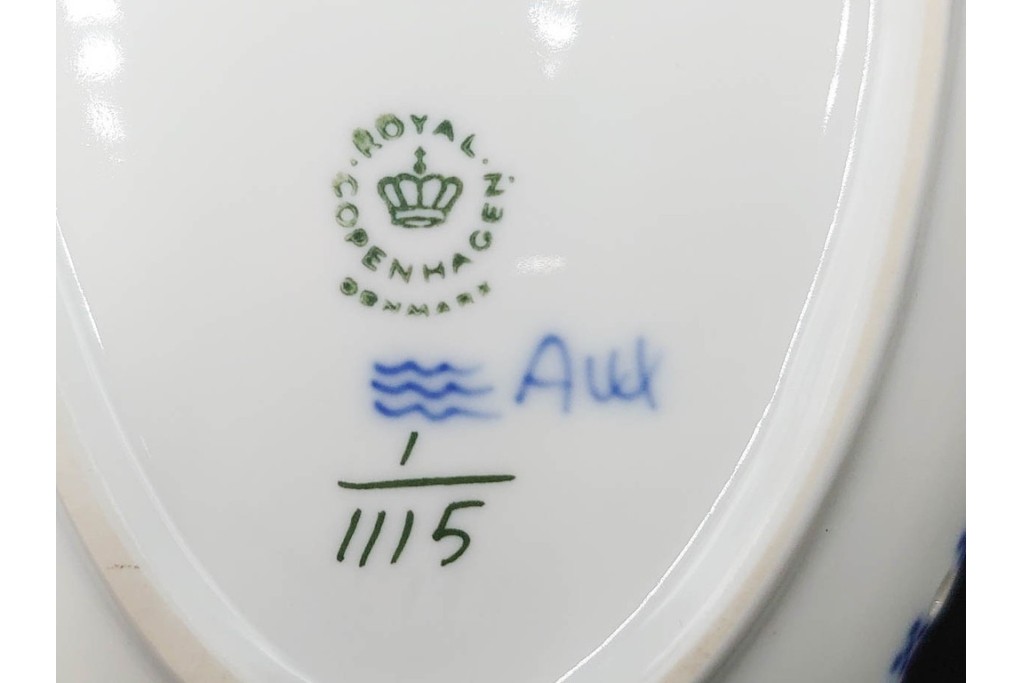 ROYAL
COPENHAGEN
DENMARK
1
1115